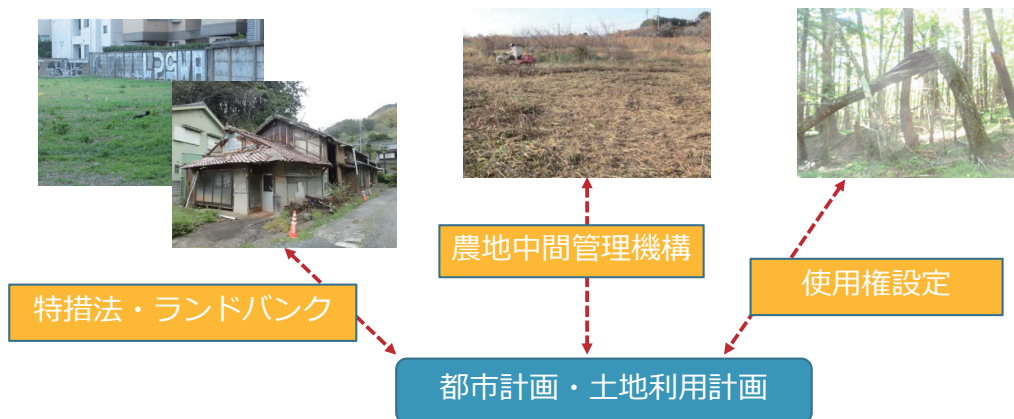 農地中間管理機構
特措法・ランドバンク
使用権設定
都市計画・土地利用計画